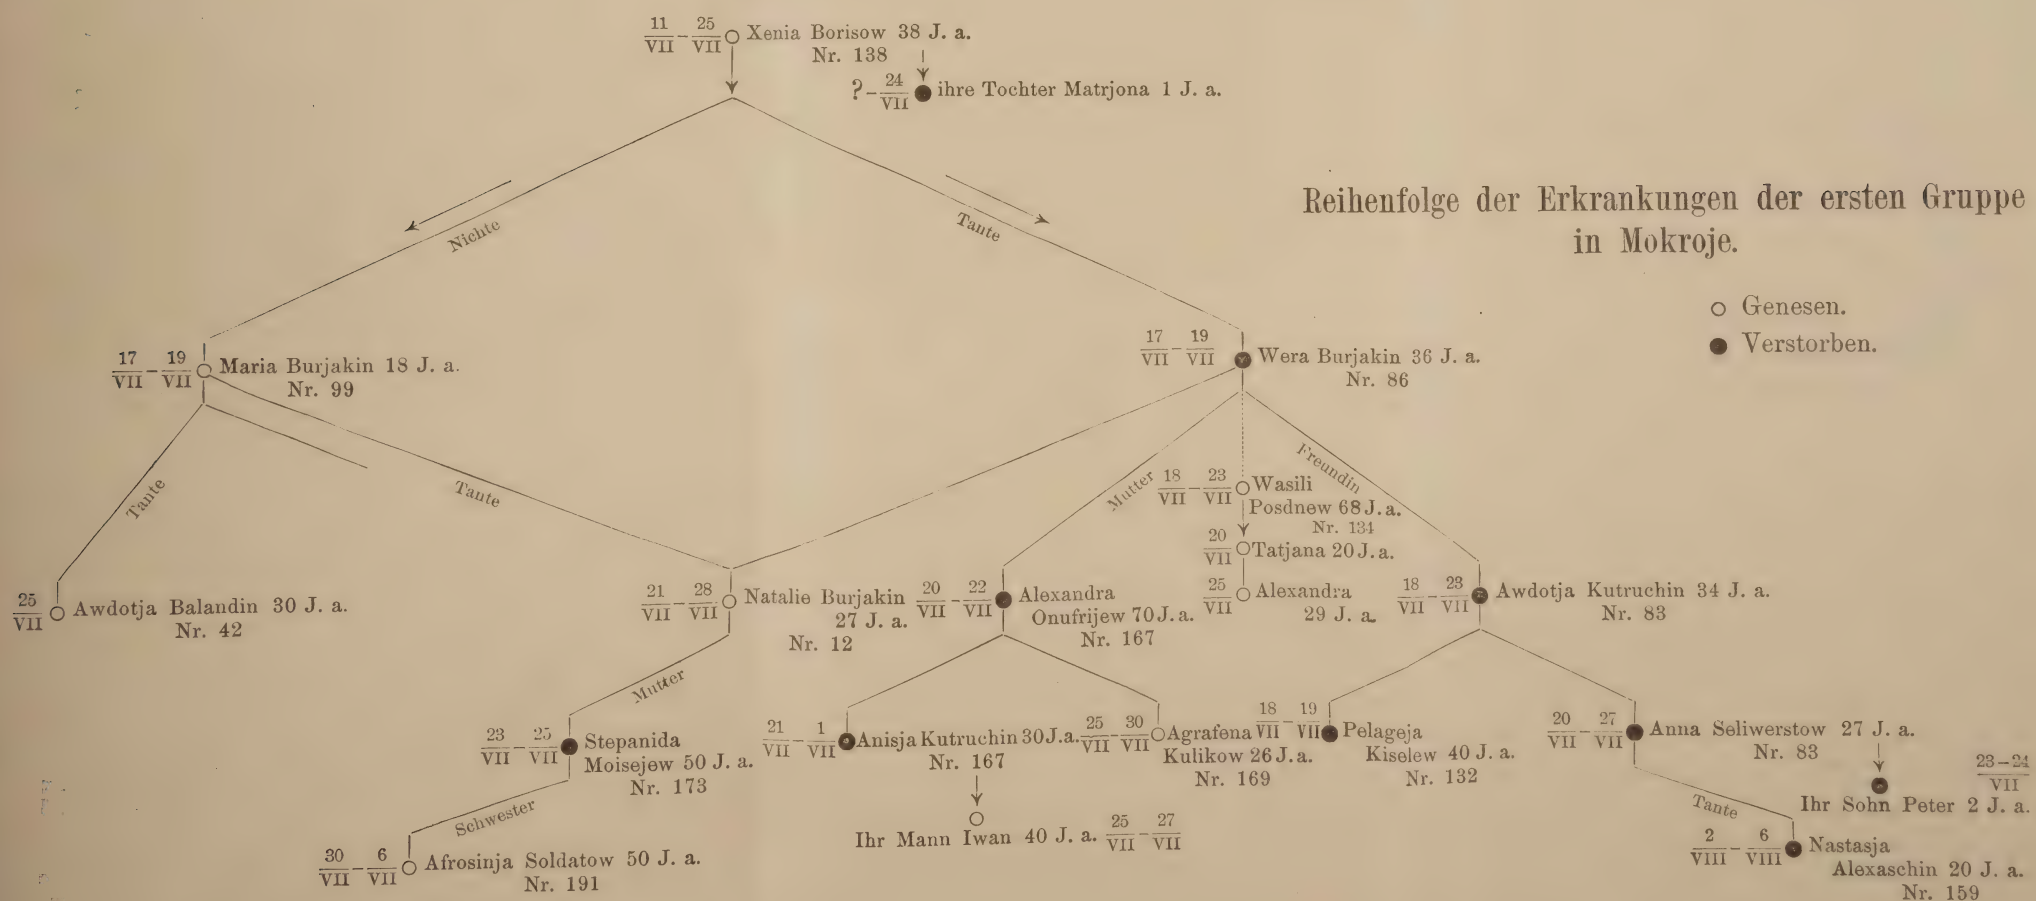 11/VII – 25/VII Xenia Borisow 38 J. a.
Nr. 138
? – 24/VII ihre Tochter Matrjona 1 J. a.
Reihenfolge der Erkrankungen der ersten Gruppe
in Mokroje.
Nichte
Tante
Genesen.
Verstorben.
17/VII – 19/VII Maria Burjakin 18 J. a.
Nr. 99
17/VII – 19/VII Wera Burjakin 36 J. a.
Nr. 86
Tante
Tante
Mutter
Freundin
18/VII – 23/VII Wasili
Posdnew 68 J. a.
Nr. 134
20/VII Tatjana 20 J. a.
25/VII Alexandra
29 J. a.
25/VII Awdotja Balandin 30 J. a.
Nr. 42
21/VII – 28/VII Natalie Burjakin
27 J. a.
Nr. 12
20/VII – 22/VII Alexandra
Onufrijew 70 J. a.
Nr. 167
18/VII – 23/VII Awdotja Kutruchin 34 J. a.
Nr. 83
Mutter
23/VII – 25/VII Stepanida
Moisejew 50 J. a.
Nr. 173
21/VII – 1/VII Anisja Kutruchin 30 J. a.
Nr. 167
Ihr Mann Iwan 40 J. a. 25/VII – 27/VII
25/VII – 30/VII Agrafena
Kulikow 26 J. a.
Nr. 169
18/VII – 19/VII Pelageja
Kiselew 40 J. a.
Nr. 132
20/VII – 27/VII Anna Seliwerstow 27 J. a.
Nr. 83
23–24/VII
Ihr Sohn Peter 2 J. a.
Schwester
30/VII – 6/VII Afrosinja Soldatow 50 J. a.
Nr. 191
Tante
2/VIII – 6/VIII Nastasja
Alexaschin 20 J. a.
Nr. 159